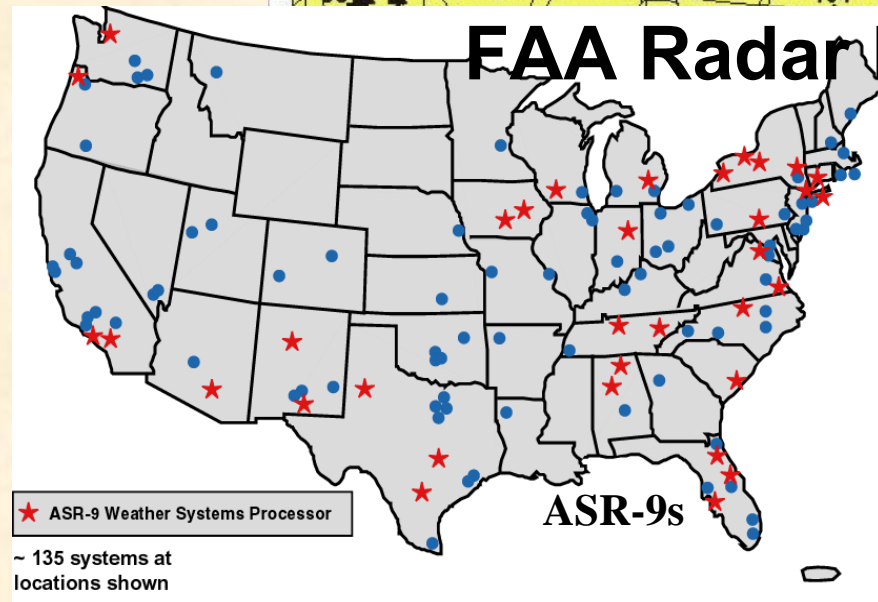 FAA Radar
ASR-9s
ASR-9 Weather Systems Processor
~ 135 systems at
locations shown